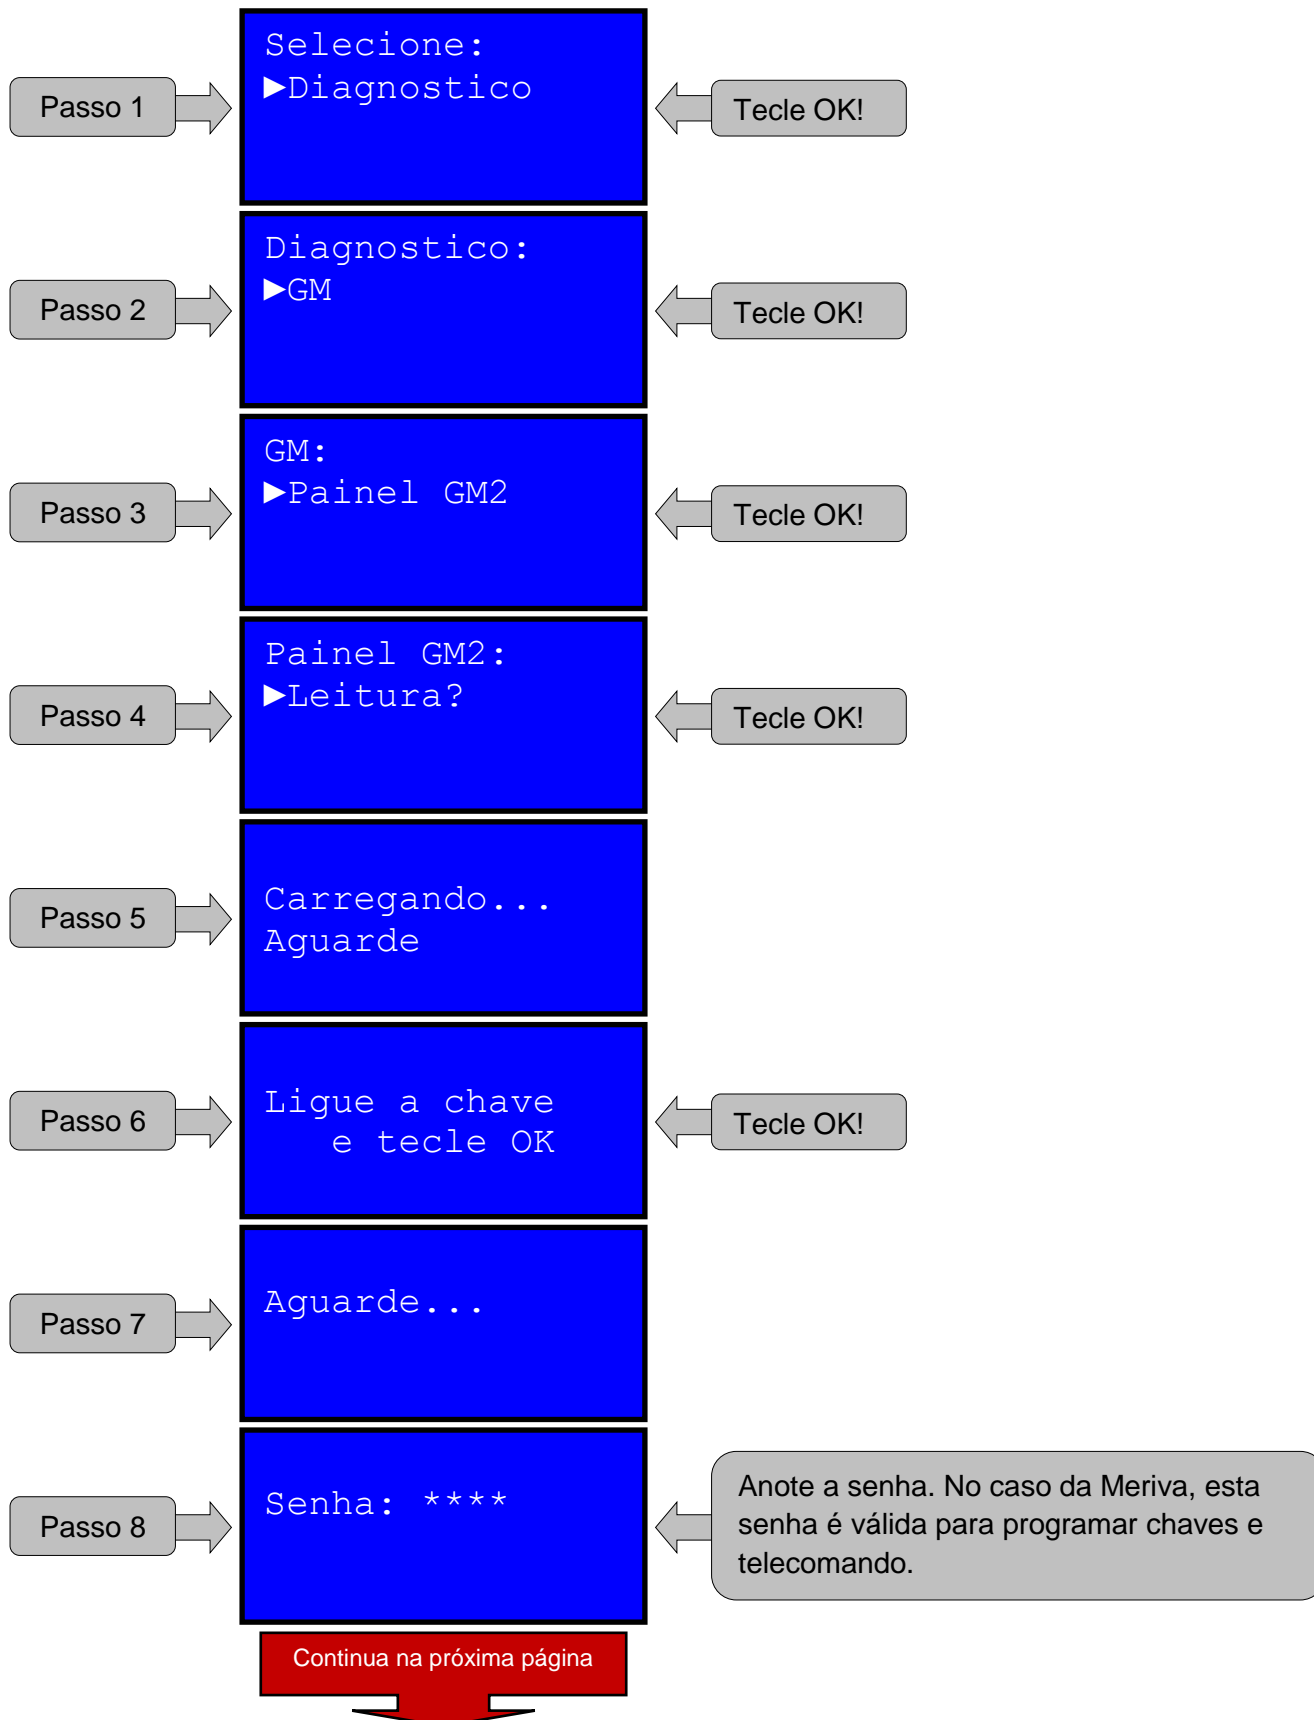 Passo 1
Selecione:
►Diagnostico
Tecle OK!
Passo 2
Diagnostico:
►GM
Tecle OK!
Passo 3
GM:
►Painel GM2
Tecle OK!
Passo 4
Painel GM2:
►Leitura?
Tecle OK!
Passo 5
Carregando...
Aguarde
Passo 6
Ligue a chave
e tecle OK
Tecle OK!
Passo 7
Aguarde...
Passo 8
Senha: ****
Anote a senha. No caso da Meriva, esta
senha é válida para programar chaves e
telecomando.
Continua na próxima página